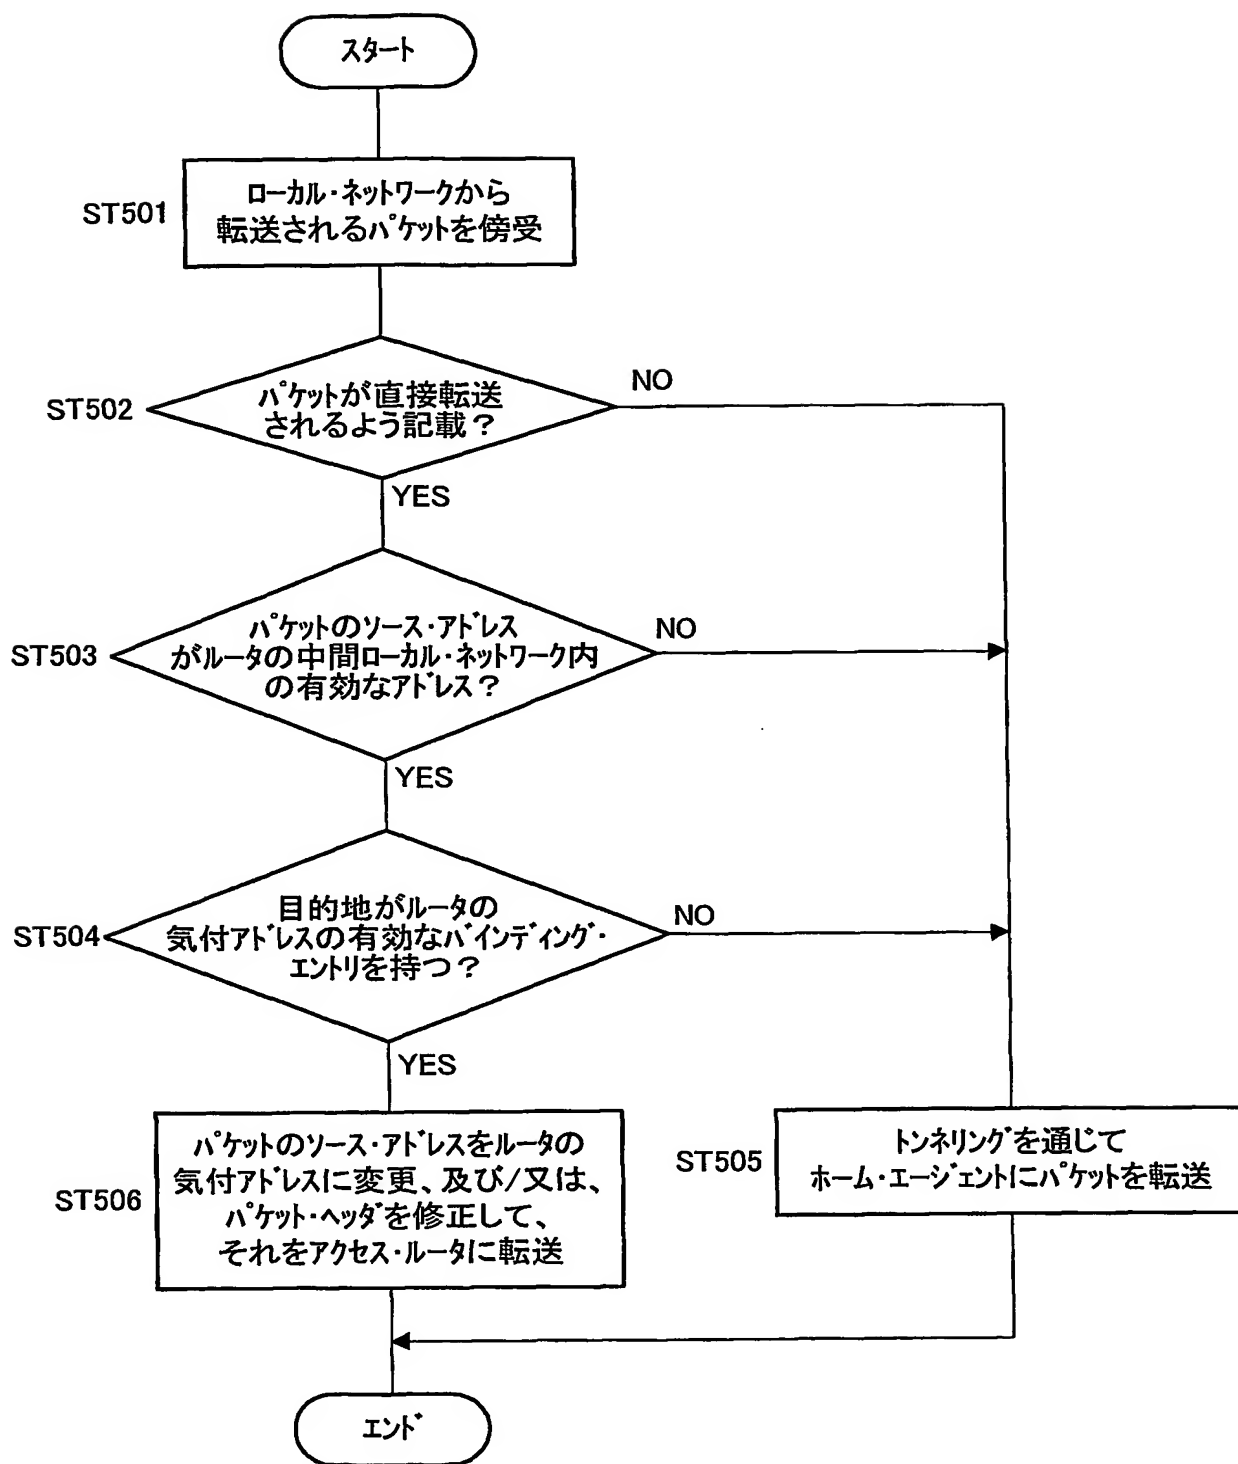 スタート
ST501
ローカル・ネットワークから
転送されるパケットを傍受
ST502
パケットが直接転送
されるよう記載？
NO
YES
ST503
パケットのソース・アドレス
がルータの中間ローカル・ネットワーク内
の有効なアドレス？
NO
YES
ST504
目的地がルータの
気付アドレスの有効なバインディング・
エントリを持つ？
NO
YES
ST506
パケットのソース・アドレスをルータの
気付アドレスに変更、及び/又は、
パケット・ヘッダを修正して、
それをアクセス・ルータに転送
ST505
トンネリングを通じて
ホーム・エージェントにパケットを転送
エンド